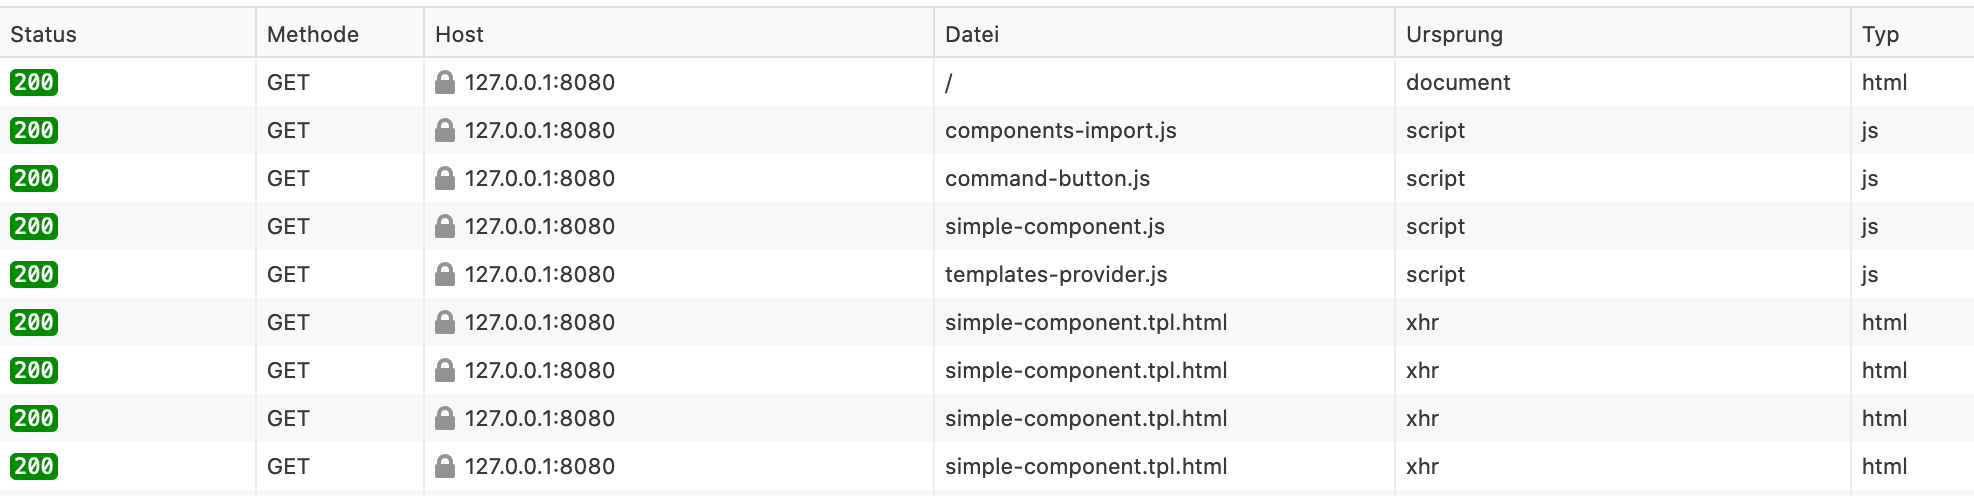 Status Methode Host Datei Ursprung Typ
200 GET 127.0.0.1:8080 / document html
200 GET 127.0.0.1:8080 components-import.js script js
200 GET 127.0.0.1:8080 command-button.js script js
200 GET 127.0.0.1:8080 simple-component.js script js
200 GET 127.0.0.1:8080 templates-provider.js script js
200 GET 127.0.0.1:8080 simple-component.tpl.html xhr html
200 GET 127.0.0.1:8080 simple-component.tpl.html xhr html
200 GET 127.0.0.1:8080 simple-component.tpl.html xhr html
200 GET 127.0.0.1:8080 simple-component.tpl.html xhr html